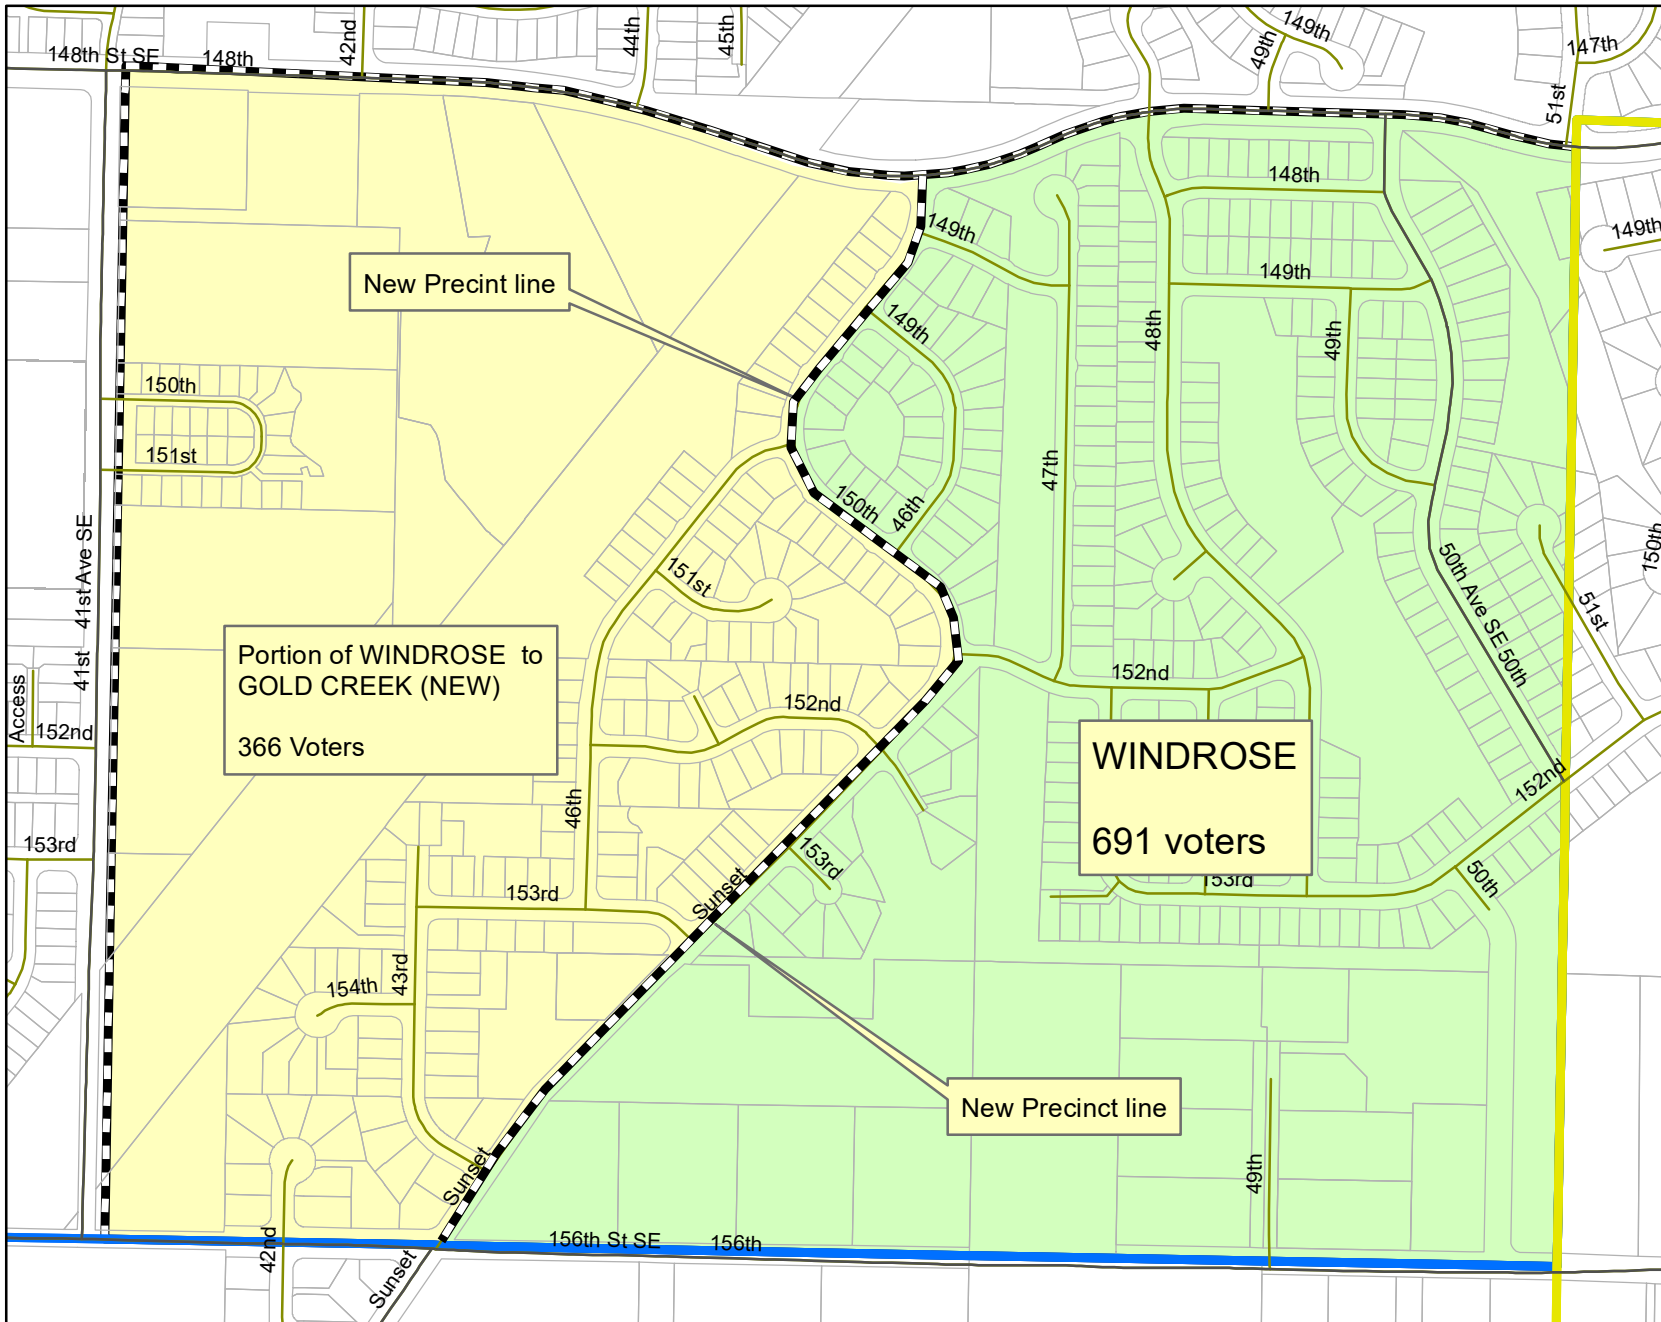 148th St SE
148th
42nd
44th
45th
49th
149th
147th
51st
149th
148th
149th
149th
New Precint line
149th
48th
49th
150th
151st
47th
150th
46th
41st Ave SE
41st
151st
50th Ave SE
50th
51st
150th
Portion of WINDROSE to
GOLD CREEK (NEW)
366 Voters
Access
152nd
152nd
152nd
WINDROSE
691 voters
152nd
46th
153rd
153rd
Sunset
153rd
153rd
50th
43rd
154th
New Precinct line
Sunset
49th
42nd
156th St SE
156th
Sunset